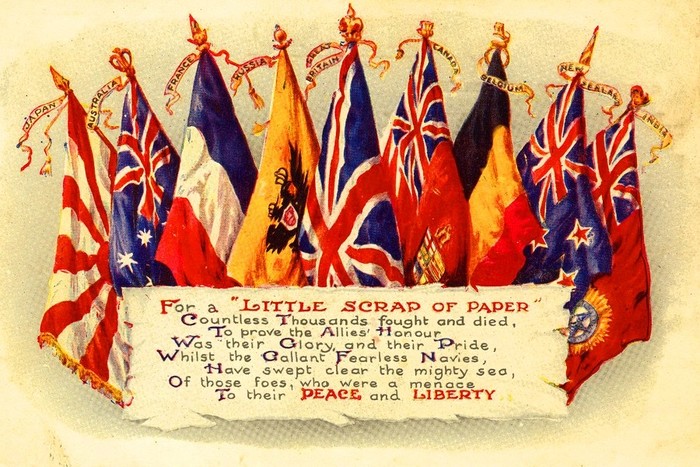 JAPAN
AUSTRALIA
FRANCE
RUSSIA
GREAT
BRITAIN
CANADA
BELGIUM
NEW
ZEALAND
INDIA
For a "LITTLE SCRAP OF PAPER"
Countless Thousands fought and died,
To prove the Allies' Honour
Was their Glory, and their Pride,
Whilst the Gallant Fearless Navies,
Have swept clear the mighty sea,
Of those foes, who were a menace
To their PEACE and LIBERTY